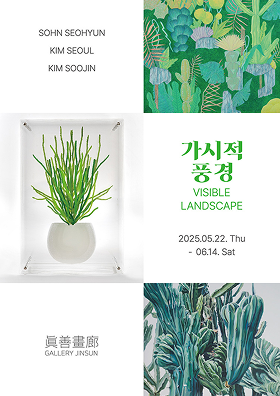 SOHN SEOHYUN
KIM SEOUL
KIM SOOJIN
가시적
풍경
VISIBLE
LANDSCAPE
2025.05.22. Thu
- 06.14. Sat
眞善畫廊
GALLERY JINSUN